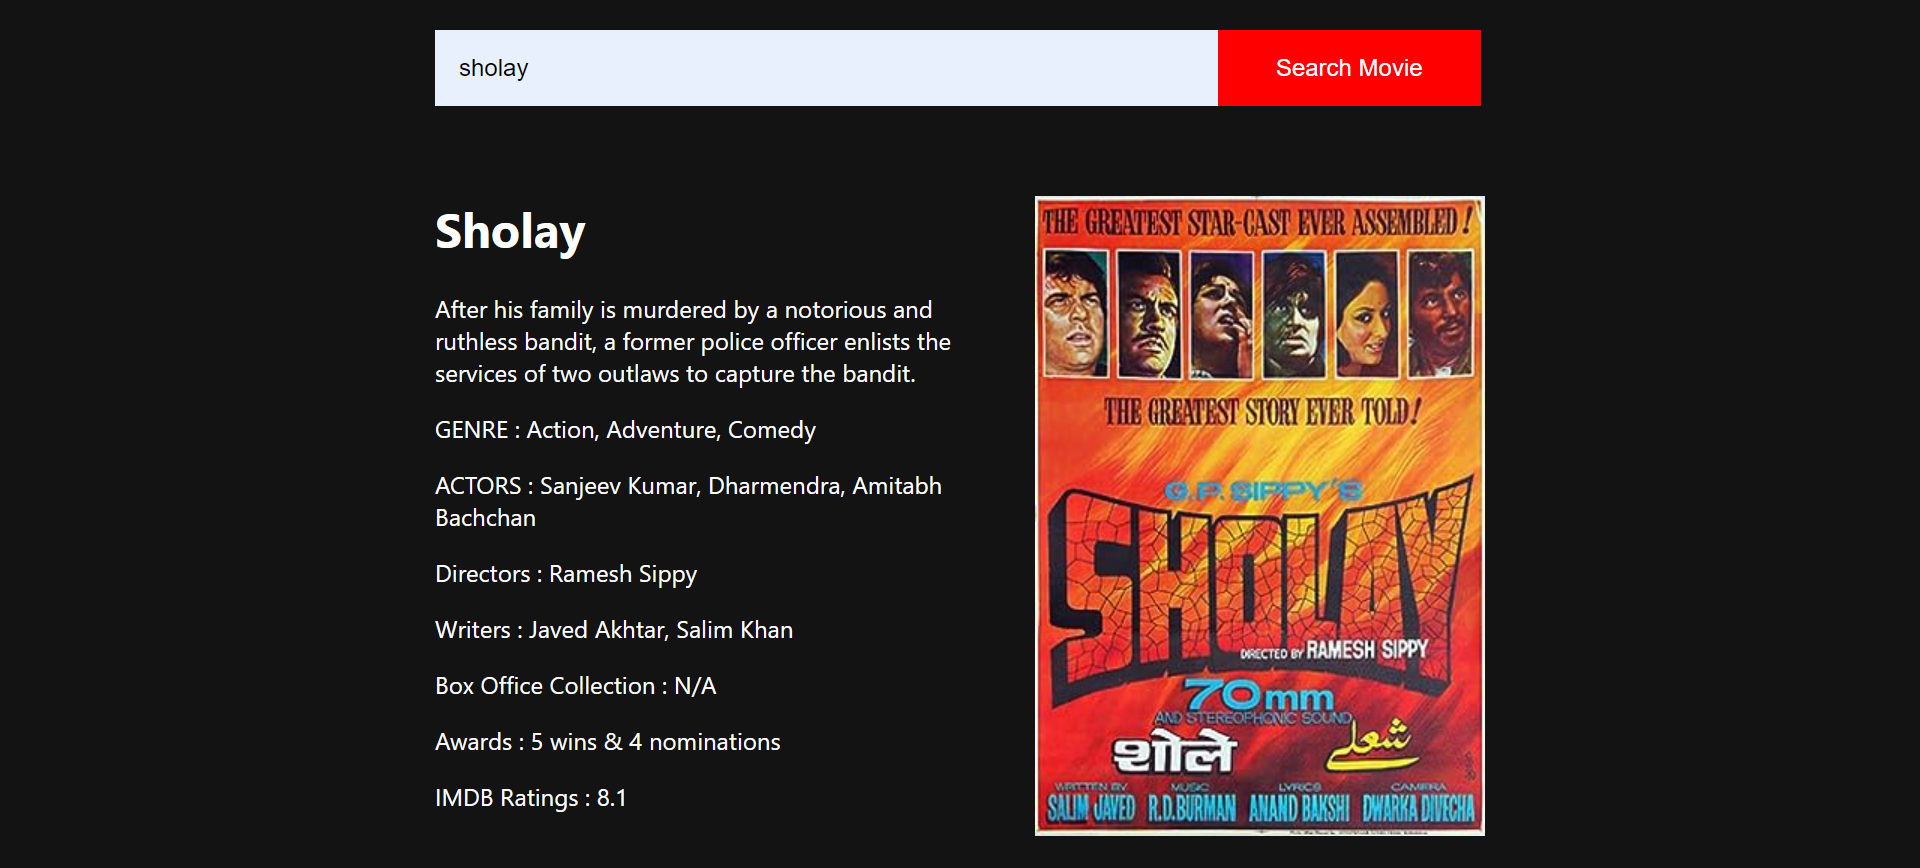 sholay
Search Movie
Sholay
After his family is murdered by a notorious and
ruthless bandit, a former police officer enlists the
services of two outlaws to capture the bandit.
GENRE : Action, Adventure, Comedy
ACTORS : Sanjeev Kumar, Dharmendra, Amitabh
Bachchan
Directors : Ramesh Sippy
Writers : Javed Akhtar, Salim Khan
Box Office Collection : N/A
Awards : 5 wins & 4 nominations
IMDB Ratings : 8.1
THE GREATEST STAR-CAST EVER ASSEMBLED!
THE GREATEST STORY EVER TOLD!
G.P. SIPPY'S
SHOLAY
DIRECTED BY RAMESH SIPPY
70mm
AND STEREOPHONIC SOUND
शोले
شعلے
WRITTEN BY MUSIC LYRICS CAMERA
SALIM JAVED R.D.BURMAN ANAND BAKSHI DWARKA DIVECHA